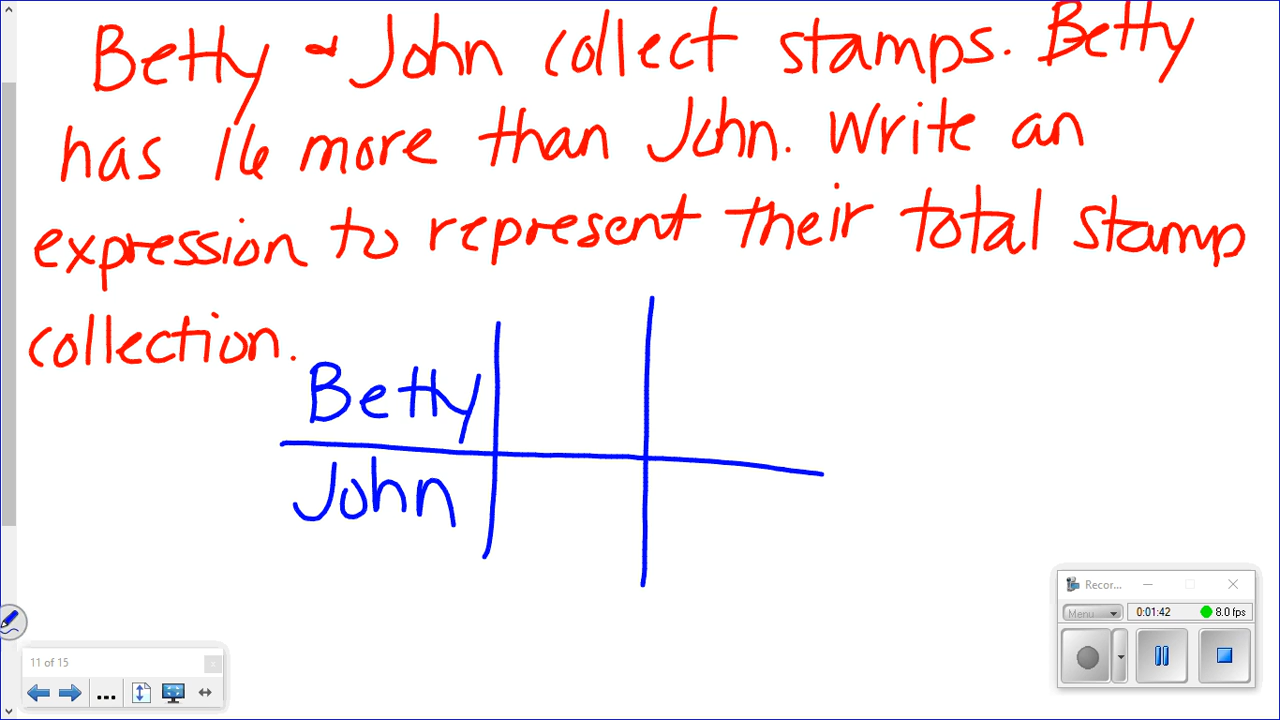 Betty & John collect stamps. Betty
has 16 more than John. Write an
expression to represent their total stamp
collection.
Betty
John
Recor...
Menu
0:01:42
8.0 fps
11 of 15